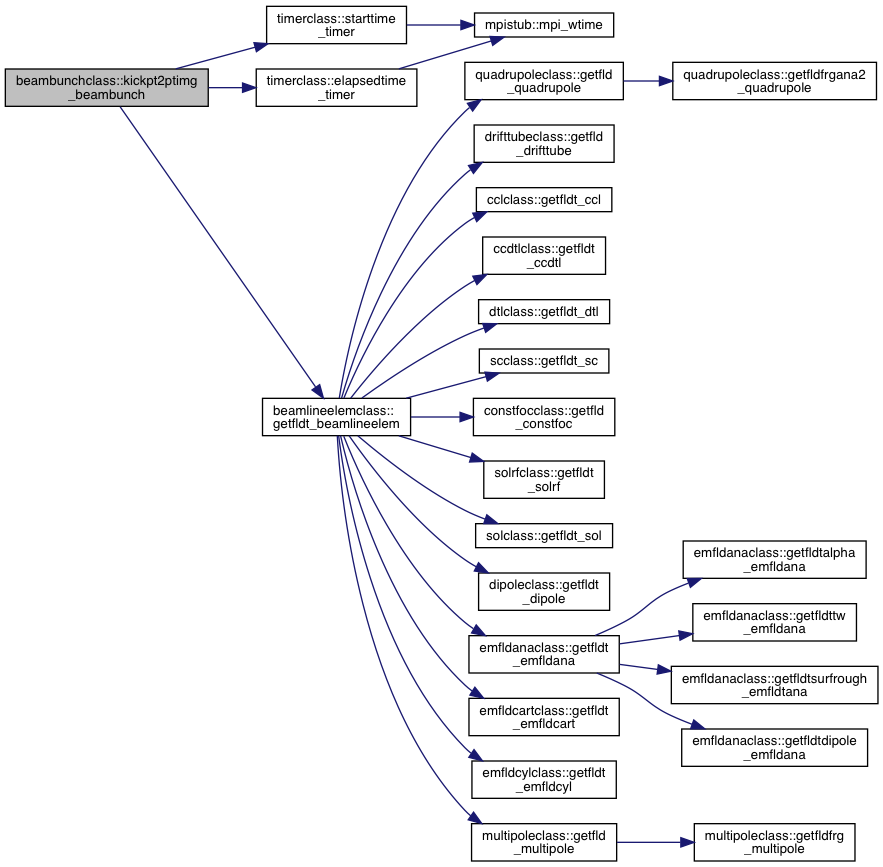 timerclass::starttime
_timer
mpistub::mpi_wtime
beambunchclass::kickpt2ptimg
_beambunch
timerclass::elapsedtime
_timer
quadrupoleclass::getfld
_quadrupole
quadrupoleclass::getfldfrgana2
_quadrupole
drifttubeclass::getfld
_drifttube
cclclass::getfldt_ccl
ccdtlclass::getfldt
_ccdtl
dtlclass::getfldt_dtl
scclass::getfldt_sc
beamlineelemclass::
getfldt_beamlineelem
constfocclass::getfld
_constfoc
solrfclass::getfldt
_solrf
solclass::getfldt_sol
dipoleclass::getfldt
_dipole
emfldanaclass::getfldt
_emfldana
emfldanaclass::getfldtalpha
_emfldana
emfldanaclass::getfldttw
_emfldana
emfldanaclass::getfldtsurfrough
_emfldtana
emfldanaclass::getfldtdipole
_emfldana
emfldcartclass::getfldt
_emfldcart
emfldcylclass::getfldt
_emfldcyl
multipoleclass::getfld
_multipole
multipoleclass::getfldfrg
_multipole